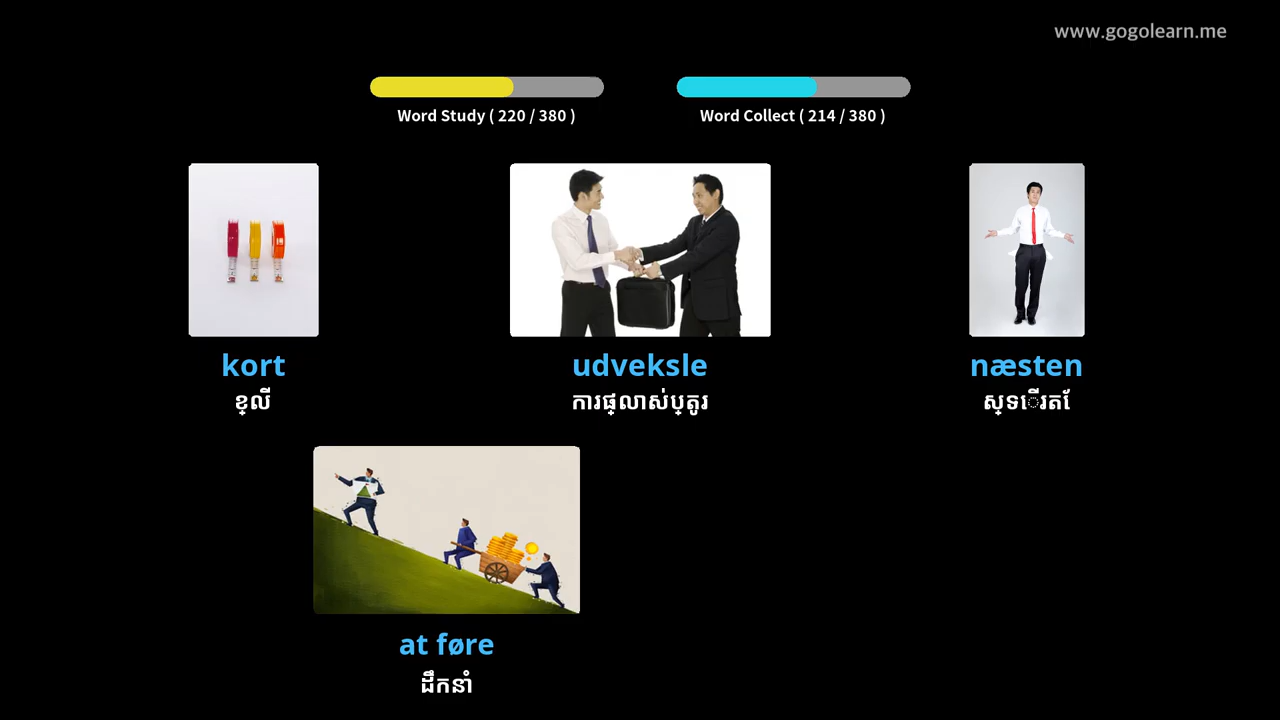 www.gogolearn.me
Word Study ( 220 / 380 )
Word Collect ( 214 / 380 )
kort
ខ្លី
udveksle
ការផ្លាស់ប្តូរ
næsten
ស្ទើរតែ
at føre
ដឹកនាំ